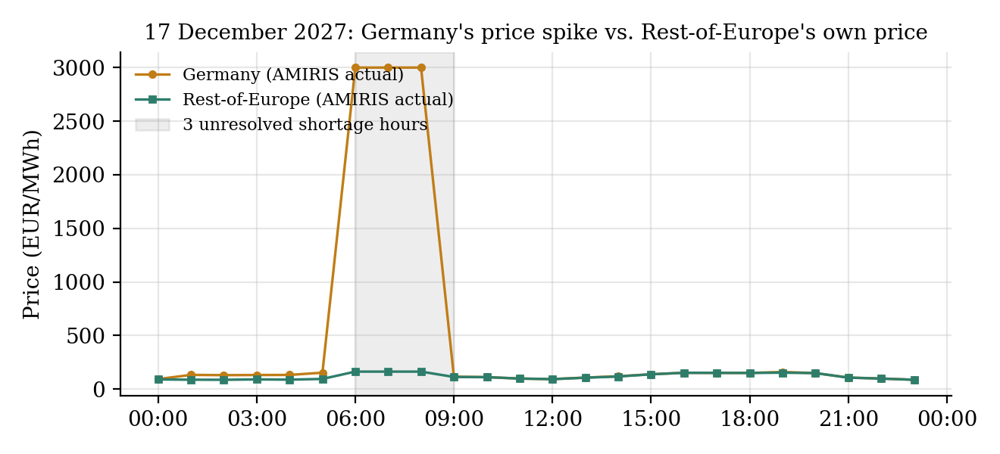 17 December 2027: Germany's price spike vs. Rest-of-Europe's own price
Price (EUR/MWh)
3000
2500
2000
1500
1000
500
0
Germany (AMIRIS actual)
Rest-of-Europe (AMIRIS actual)
3 unresolved shortage hours
00:00 03:00 06:00 09:00 12:00 15:00 18:00 21:00 00:00